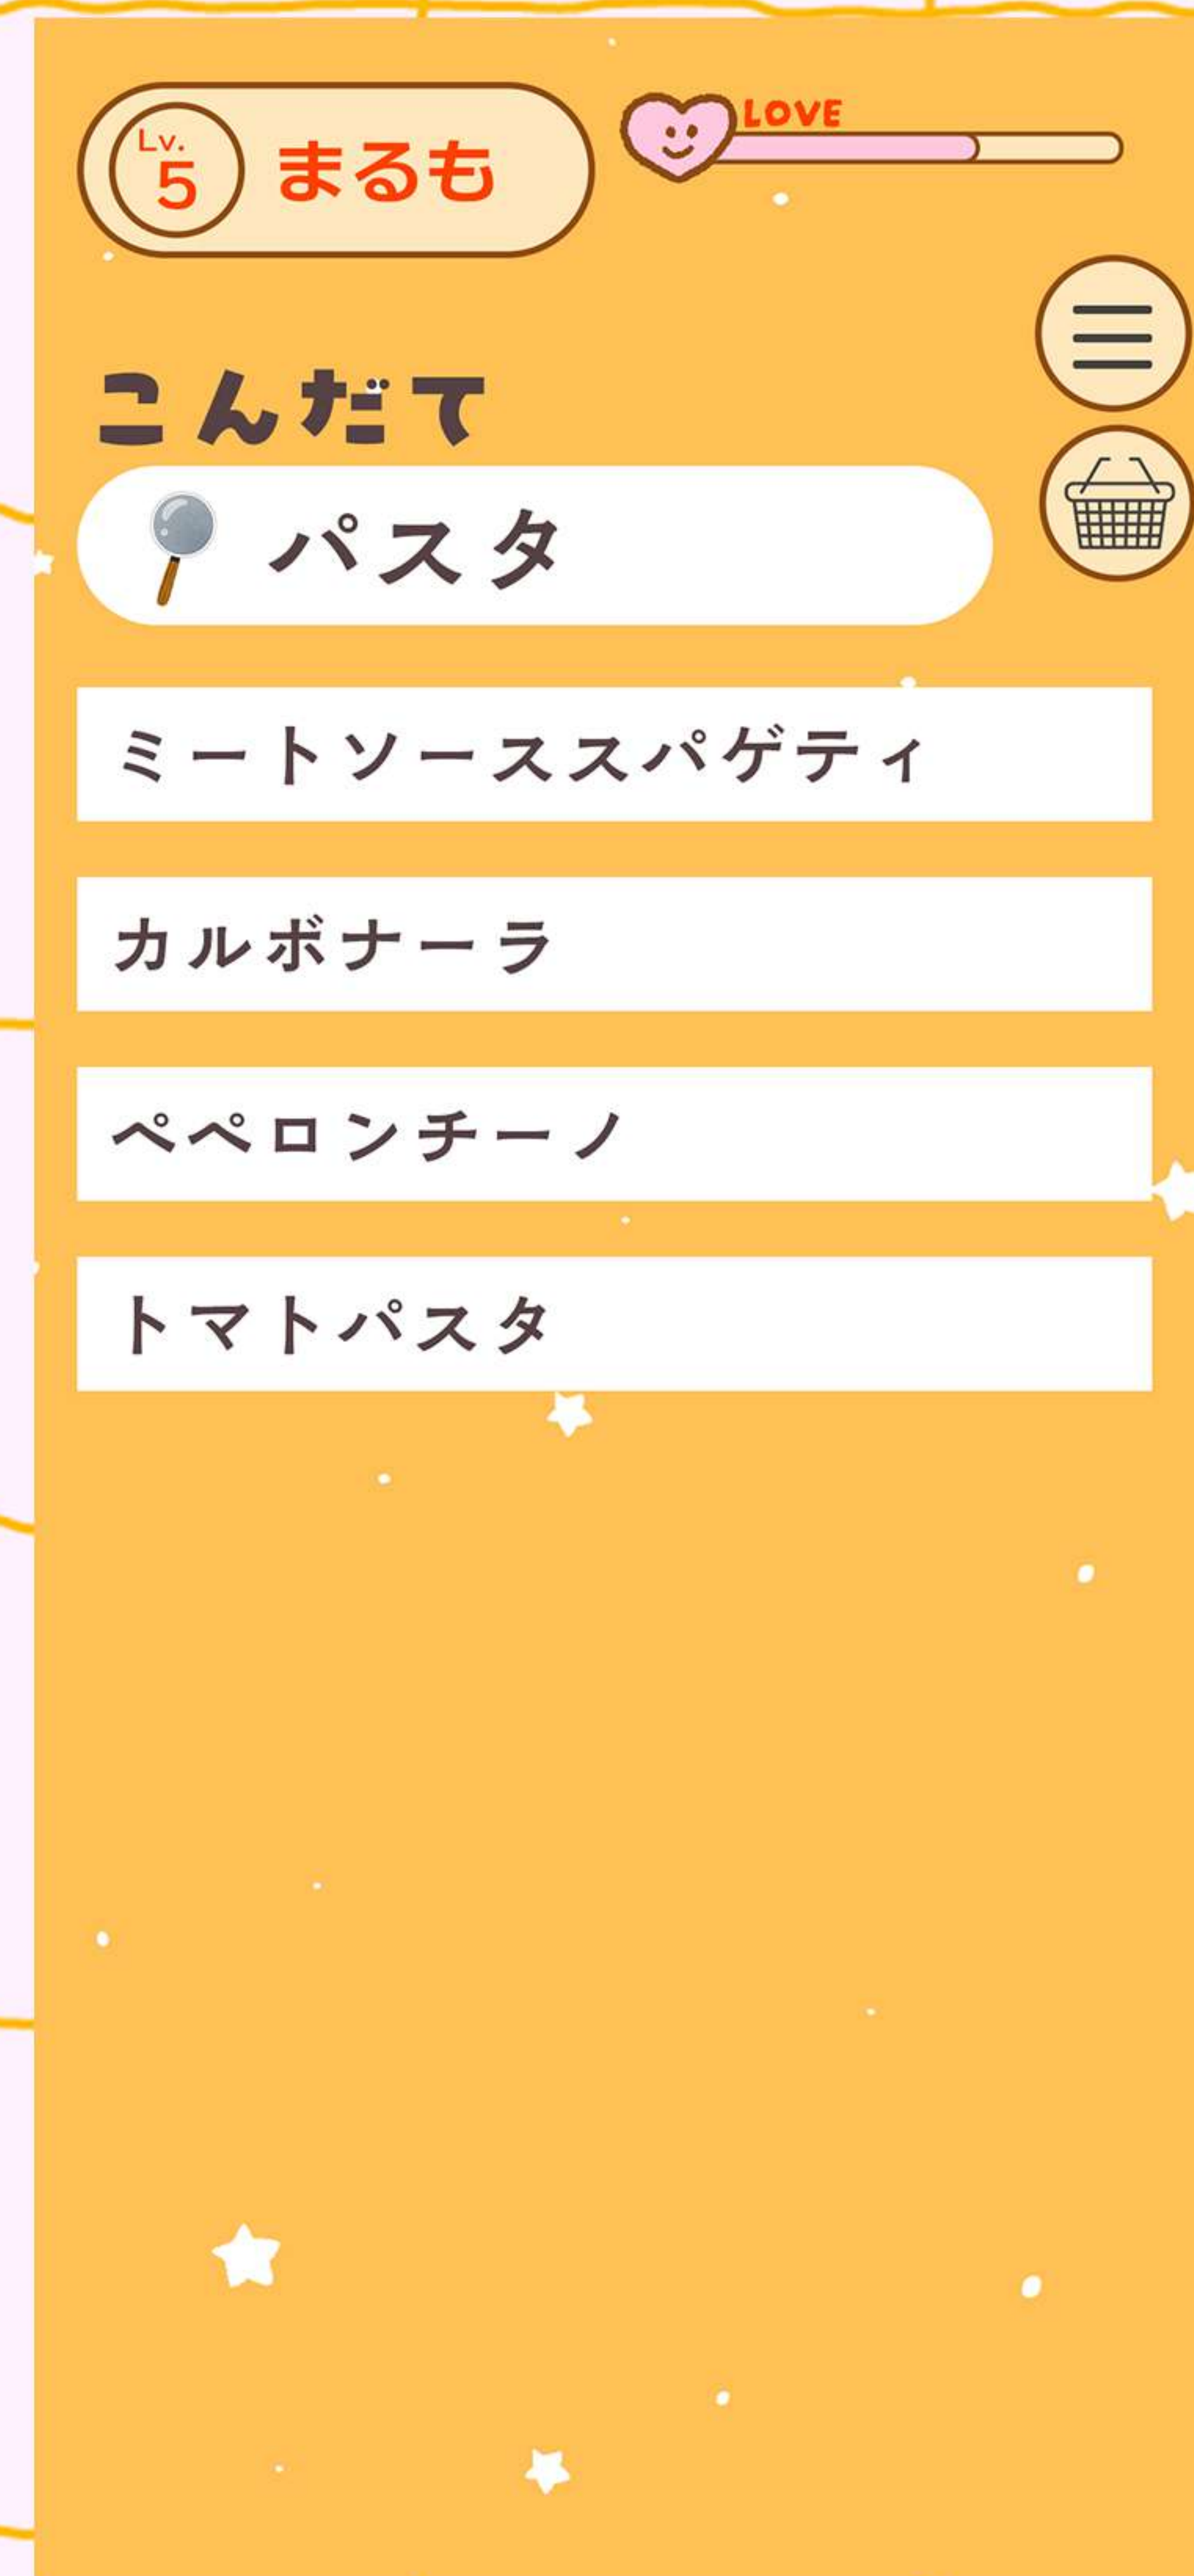 Lv.
5 まるも
LOVE
こんだて
パスタ
ミートソーススパゲティ
カルボナーラ
ペペロンチーノ
トマトパスタ